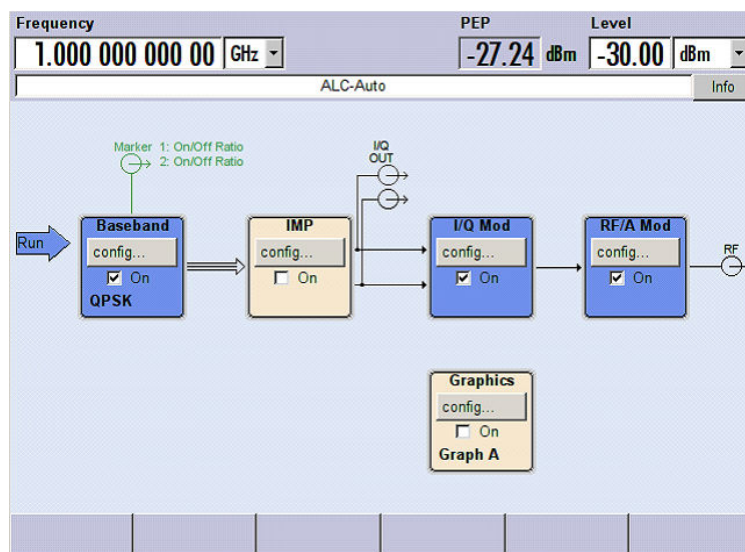 Frequency PEP Level
1.000 000 000 00 GHz -27.24 dBm -30.00 dBm
ALC-Auto Info
Marker 1: On/Off Ratio
2: On/Off Ratio
I/Q
OUT
Run
Baseband IMP I/Q Mod RF/A Mod
RF
config... config... config... config...
On On On On
QPSK
Graphics
config...
On
Graph A